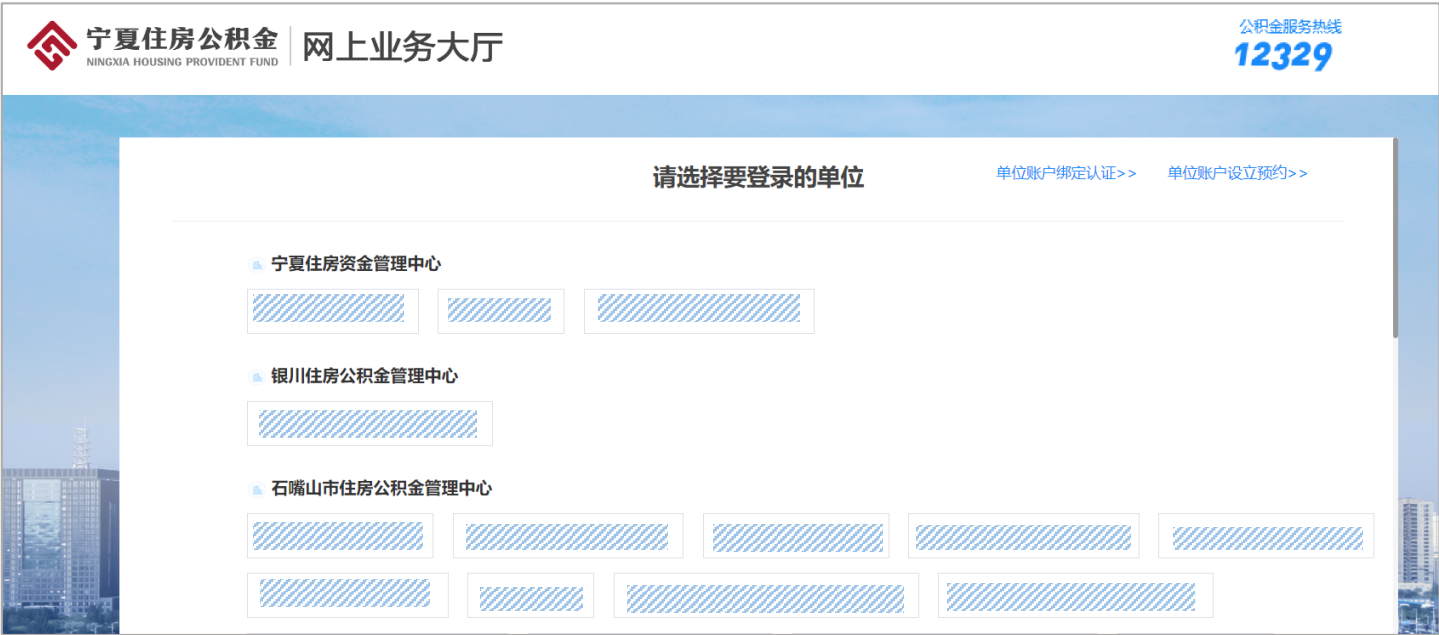 宁夏住房公积金
NINGXIA HOUSING PROVIDENT FUND
网上业务大厅
公积金服务热线
12329
请选择要登录的单位
单位账户绑定认证>>
单位账户设立预约>>
宁夏住房资金管理中心
银川住房公积金管理中心
石嘴山市住房公积金管理中心